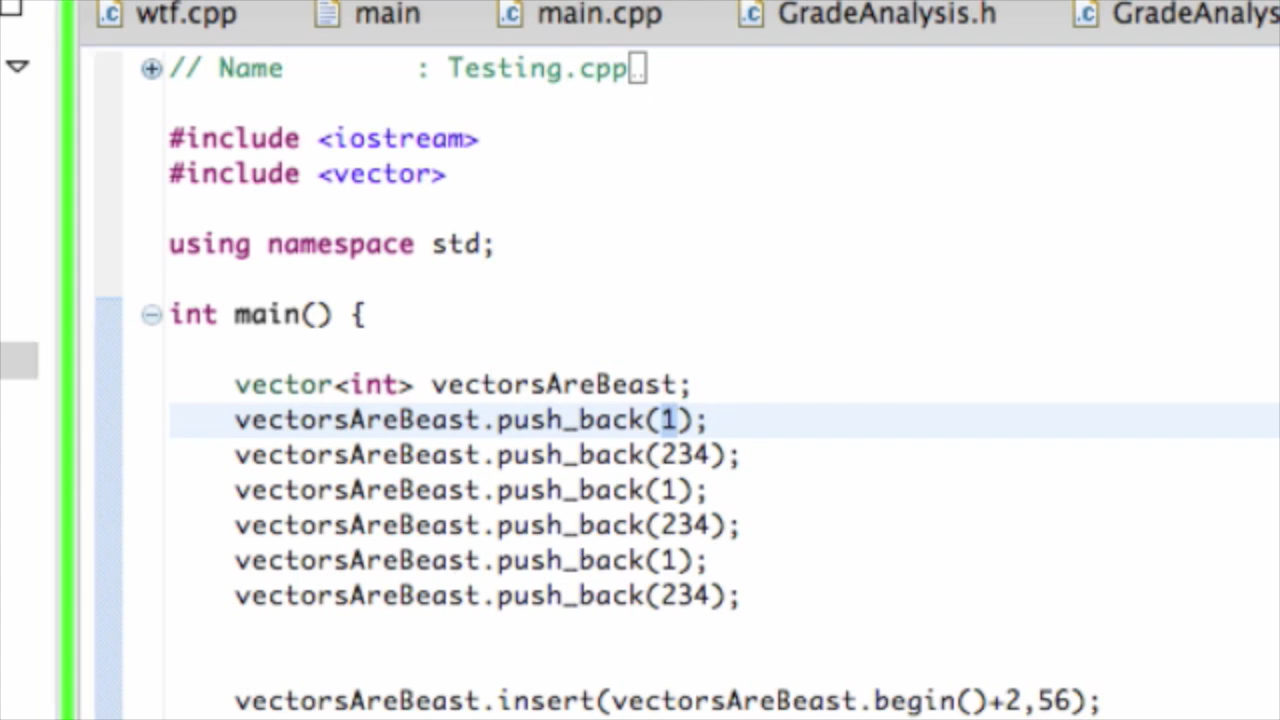 wtf.cpp main main.cpp GradeAnalysis.h GradeAnalys
// Name : Testing.cpp
#include <iostream>
#include <vector>
using namespace std;
int main() {
vector<int> vectorsAreBeast;
vectorsAreBeast.push_back(1);
vectorsAreBeast.push_back(234);
vectorsAreBeast.push_back(1);
vectorsAreBeast.push_back(234);
vectorsAreBeast.push_back(1);
vectorsAreBeast.push_back(234);
vectorsAreBeast.insert(vectorsAreBeast.begin()+2,56);